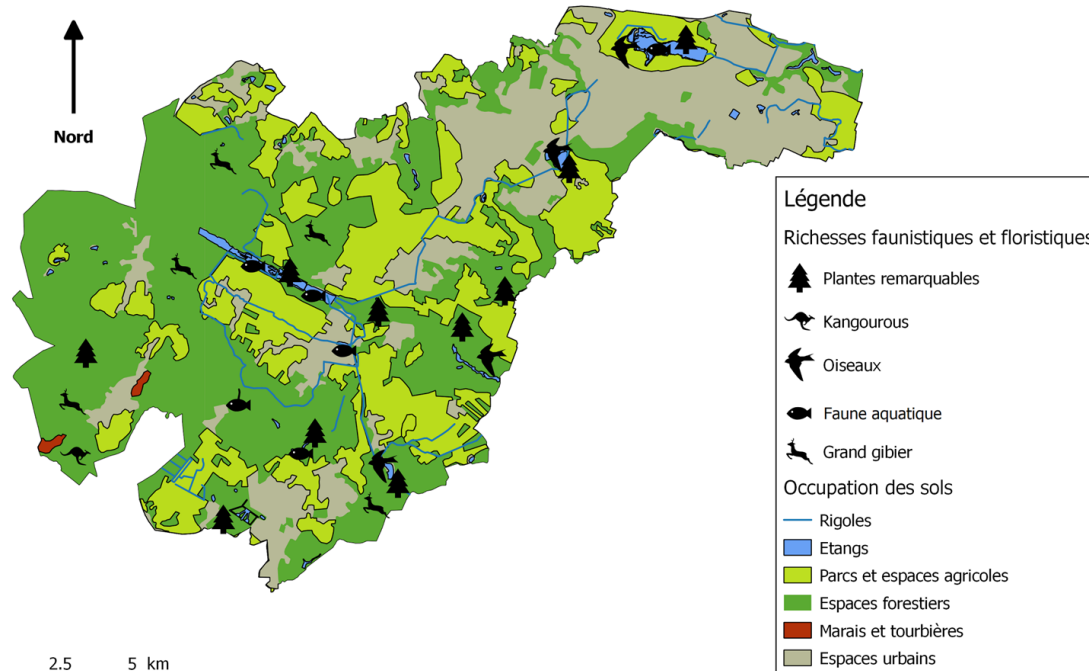 Nord
Légende
Richesses faunistiques et floristiques
Plantes remarquables
Kangourous
Oiseaux
Faune aquatique
Grand gibier
Occupation des sols
Rigoles
Etangs
Parcs et espaces agricoles
Espaces forestiers
Marais et tourbières
Espaces urbains
2.5 5 km